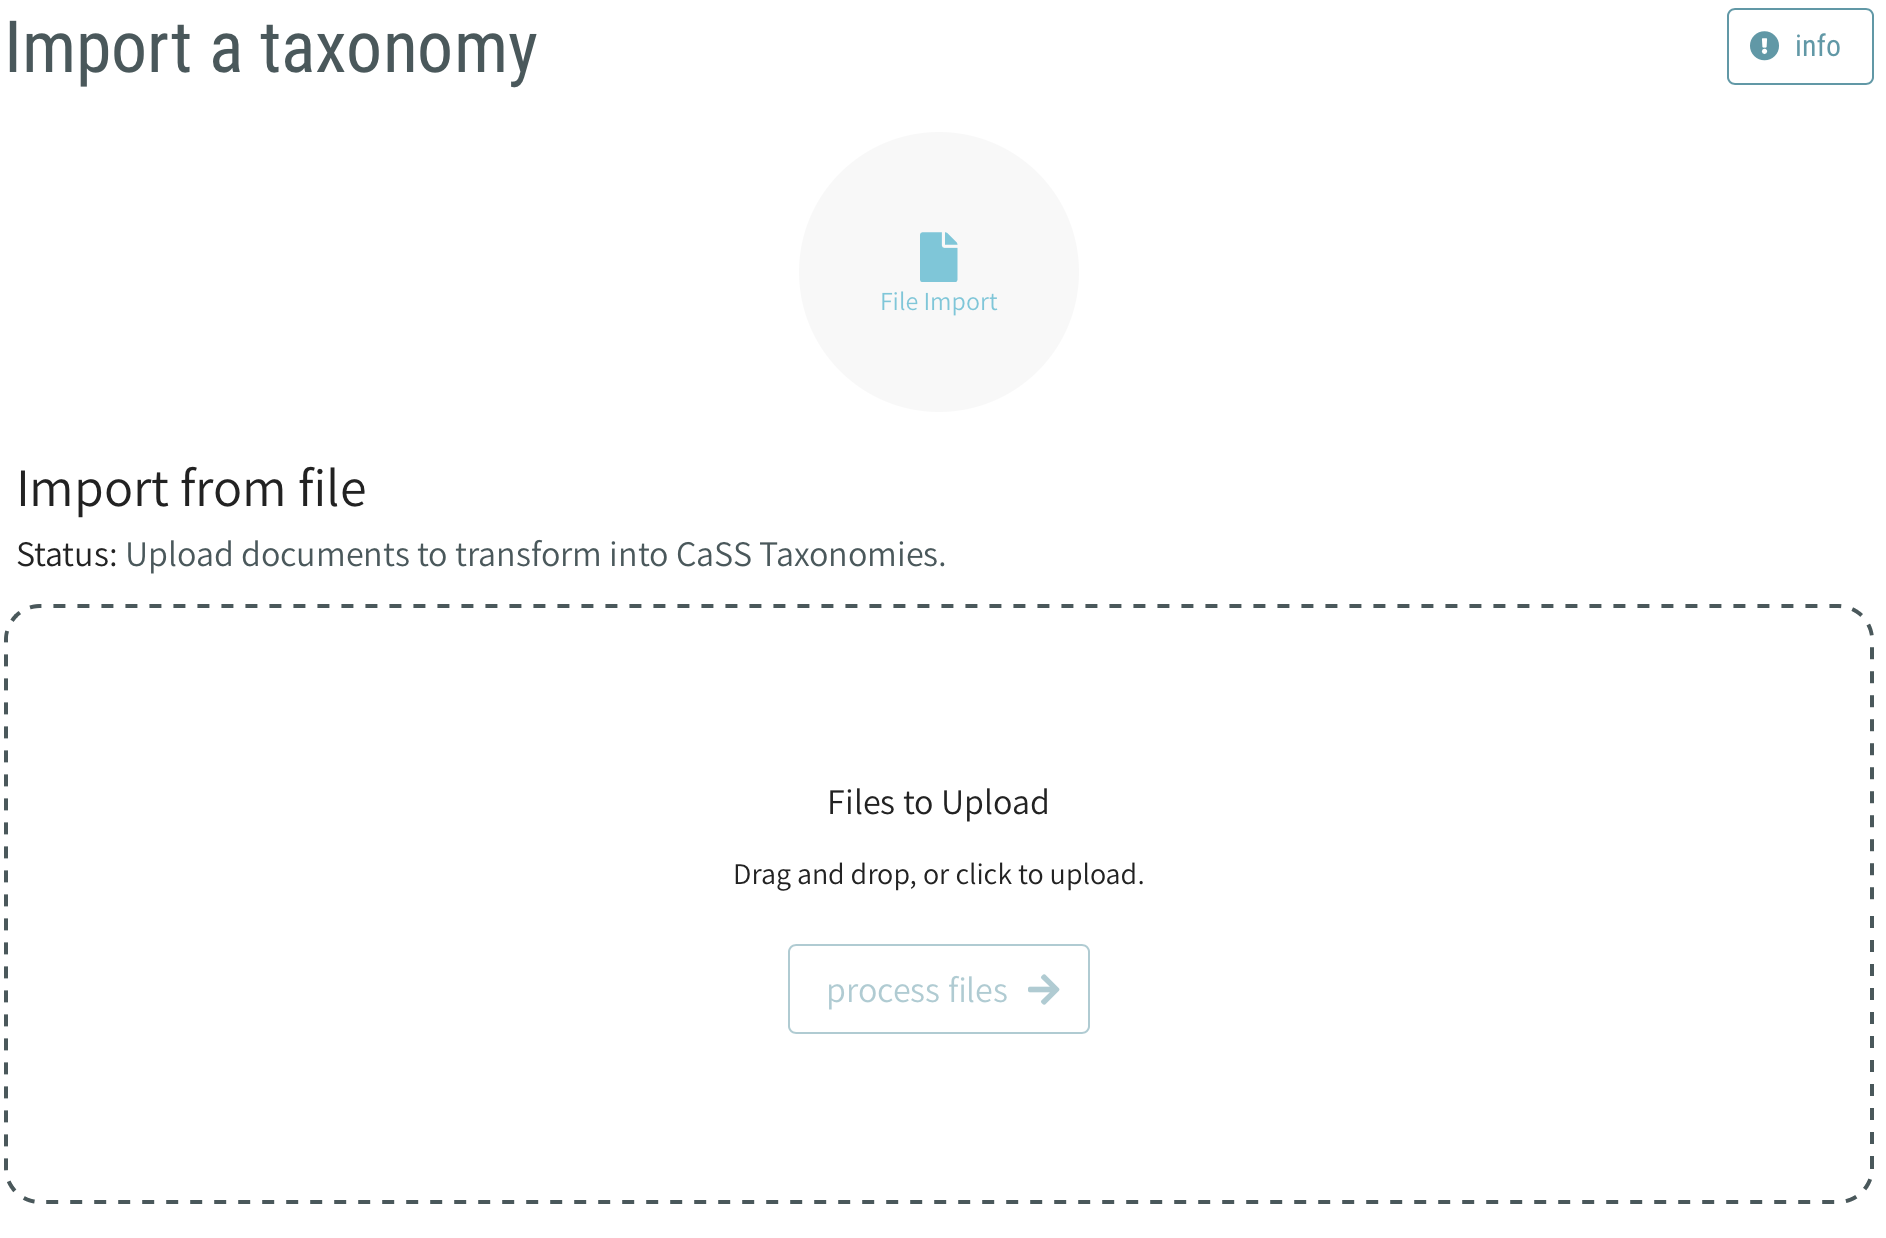 Import a taxonomy
info
File Import
Import from file
Status: Upload documents to transform into CaSS Taxonomies.
Files to Upload
Drag and drop, or click to upload.
process files